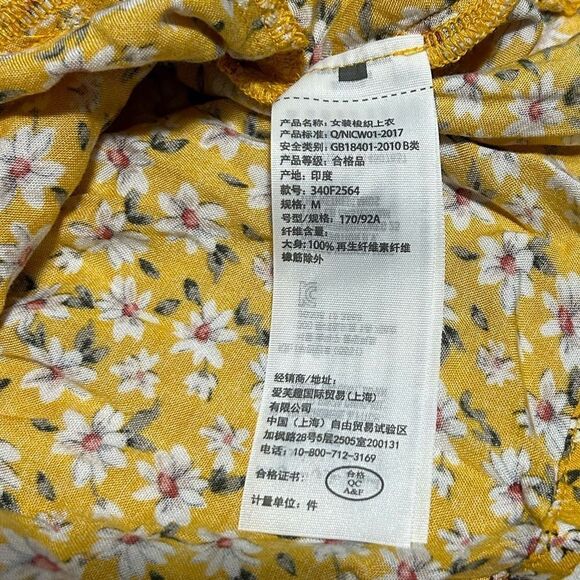 产品名称: 女装梭织上衣
产品标准: Q/NICW01-2017
安全类别: GB18401-2010 B类
产品等级: 合格品
产地: 印度
款号: 340F2564
规格: M
号型/规格: 170/92A
纤维含量:
大身: 100% 再生纤维素纤维
橡筋除外
经销商/地址:
爱芙趣国际贸易(上海)
有限公司
中国（上海）自由贸易试验区
加枫路28号5层2505室200131
电话: 10-800-712-3169
合格证书:
合格
QC
A&F
计量单位: 件